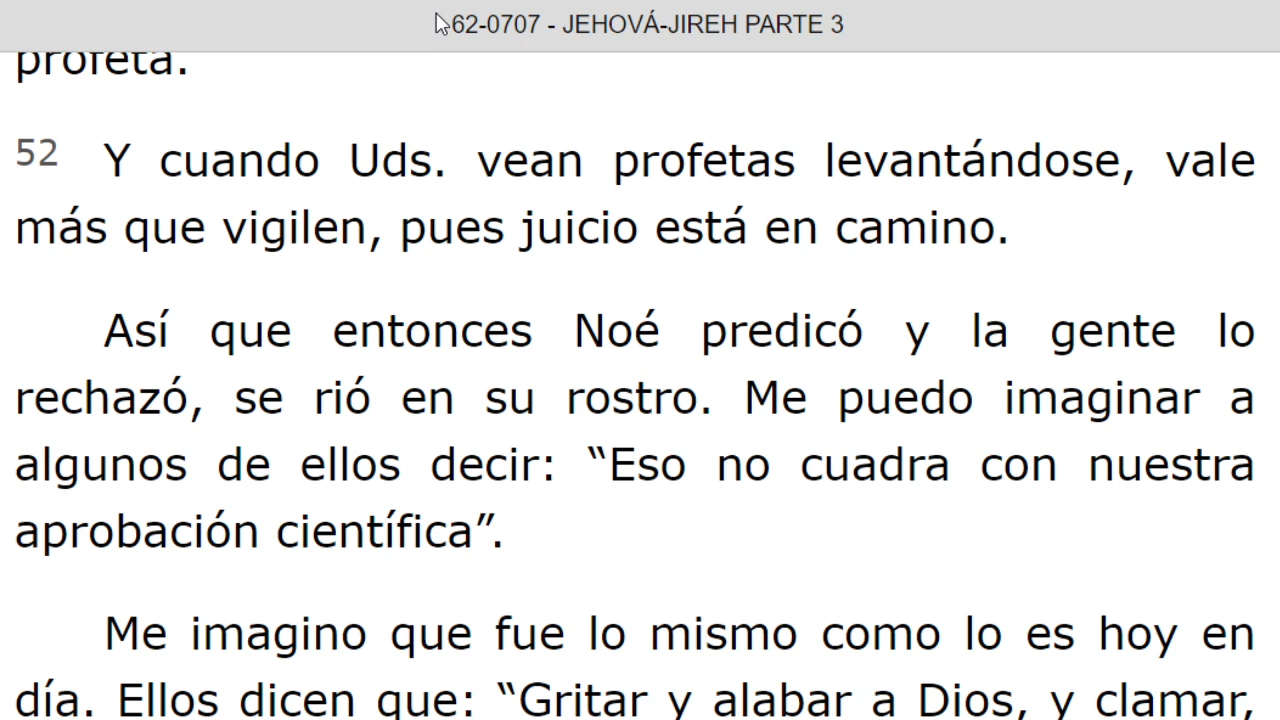 62-0707 - JEHOVÁ-JIREH PARTE 3
profeta.
52 Y cuando Uds. vean profetas levantándose, vale
más que vigilen, pues juicio está en camino.
Así que entonces Noé predicó y la gente lo
rechazó, se rió en su rostro. Me puedo imaginar a
algunos de ellos decir: “Eso no cuadra con nuestra
aprobación científica”.
Me imagino que fue lo mismo como lo es hoy en
día. Ellos dicen que: “Gritar y alabar a Dios, y clamar,